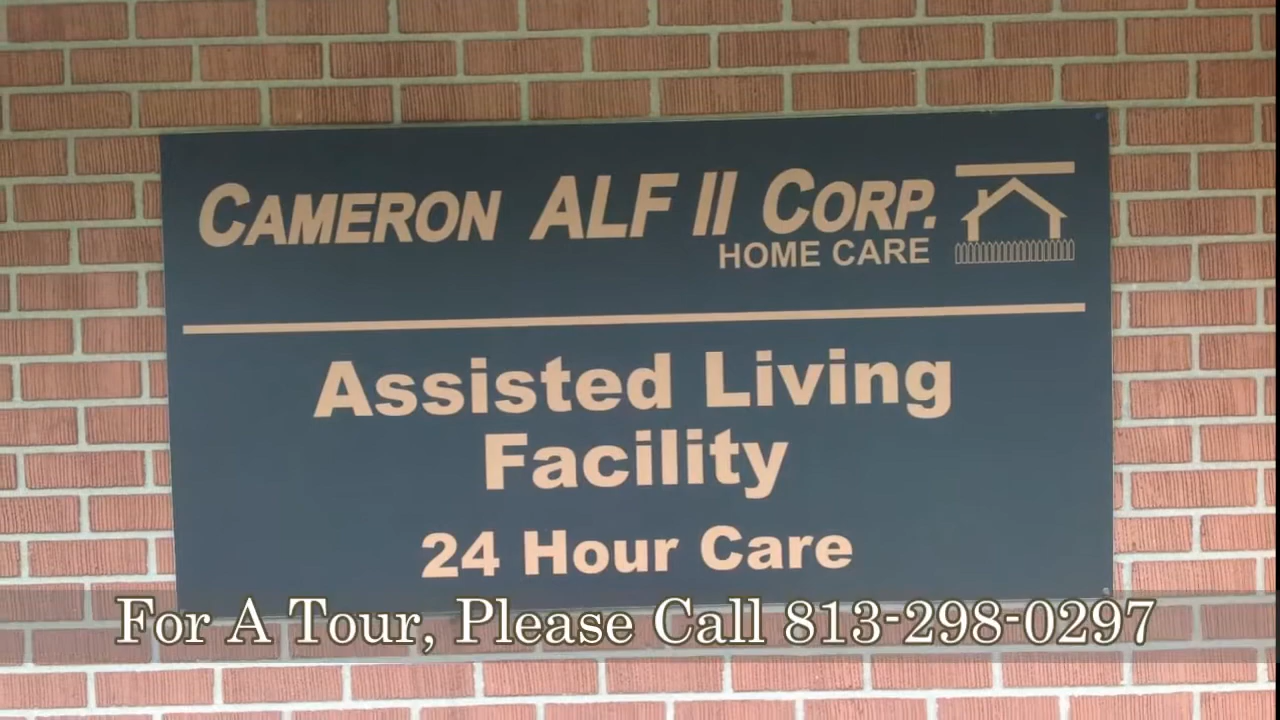 CAMERON ALF II CORP.
HOME CARE
Assisted Living
Facility
24 Hour Care
For A Tour, Please Call 813-298-0297